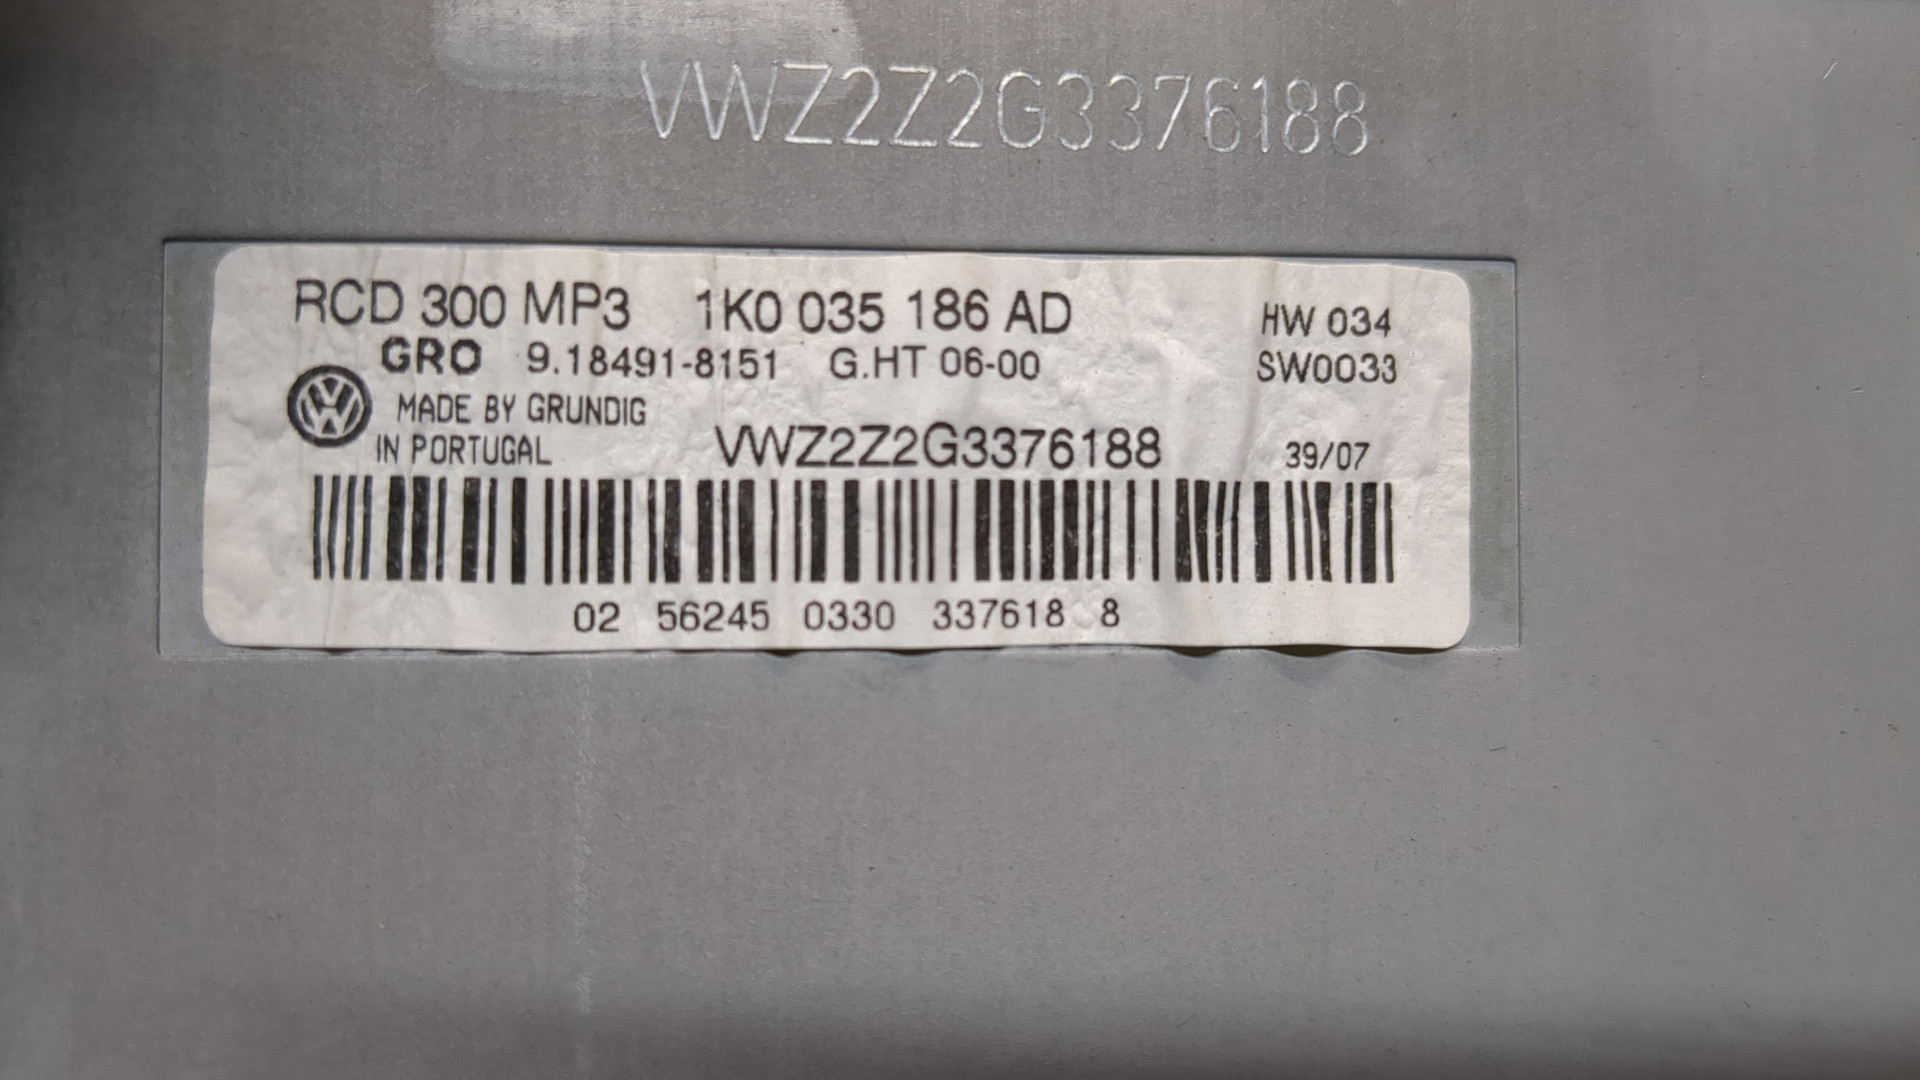 VWZ2Z2G3376188
RCD 300 MP3 1K0 035 186 AD HW 034
GRO 9.18491-8151 G.HT 06-00 SW0033
MADE BY GRUNDIG
IN PORTUGAL VWZ2Z2G3376188 39/07
02 56245 0330 337618 8